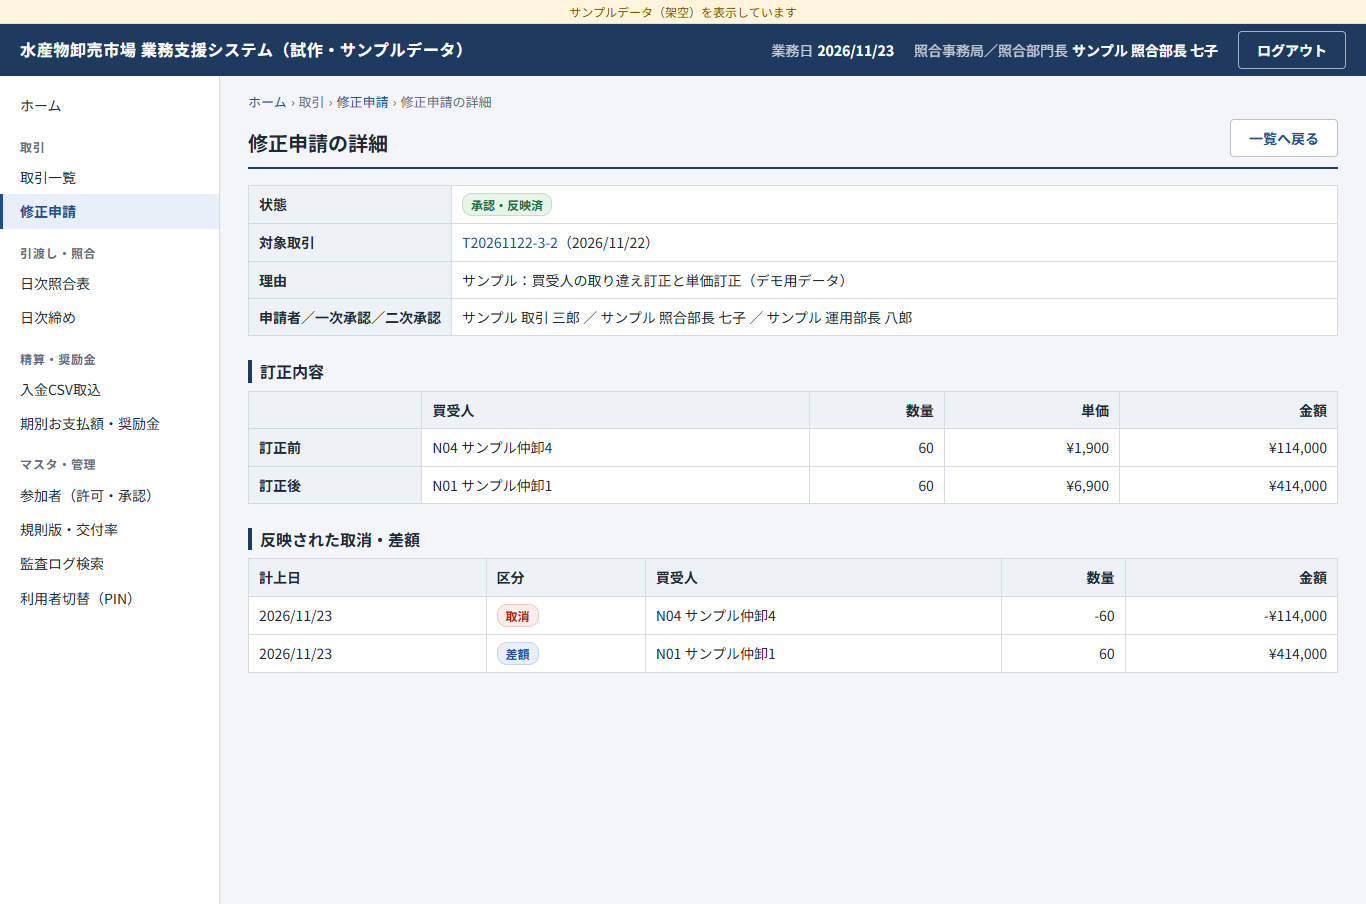 サンプルデータ（架空）を表示しています
水産物卸売市場 業務支援システム（試作・サンプルデータ）
業務日 2026/11/23 照合事務局／照合部門長 サンプル 照合部長 七子 ログアウト
ホーム
取引
取引一覧
修正申請
引渡し・照合
日次照合表
日次締め
精算・奨励金
入金CSV取込
期別お支払額・奨励金
マスタ・管理
参加者（許可・承認）
規則版・交付率
監査ログ検索
利用者切替（PIN）
ホーム › 取引 › 修正申請 › 修正申請の詳細
修正申請の詳細
一覧へ戻る
状態 承認・反映済
対象取引 T20261122-3-2（2026/11/22）
理由 サンプル：買受人の取り違え訂正と単価訂正（デモ用データ）
申請者／一次承認／二次承認 サンプル 取引 三郎 ／ サンプル 照合部長 七子 ／ サンプル 運用部長 八郎
訂正内容
買受人 数量 単価 金額
訂正前 N04 サンプル仲卸4 60 ¥1,900 ¥114,000
訂正後 N01 サンプル仲卸1 60 ¥6,900 ¥414,000
反映された取消・差額
計上日 区分 買受人 数量 金額
2026/11/23 取消 N04 サンプル仲卸4 -60 -¥114,000
2026/11/23 差額 N01 サンプル仲卸1 60 ¥414,000